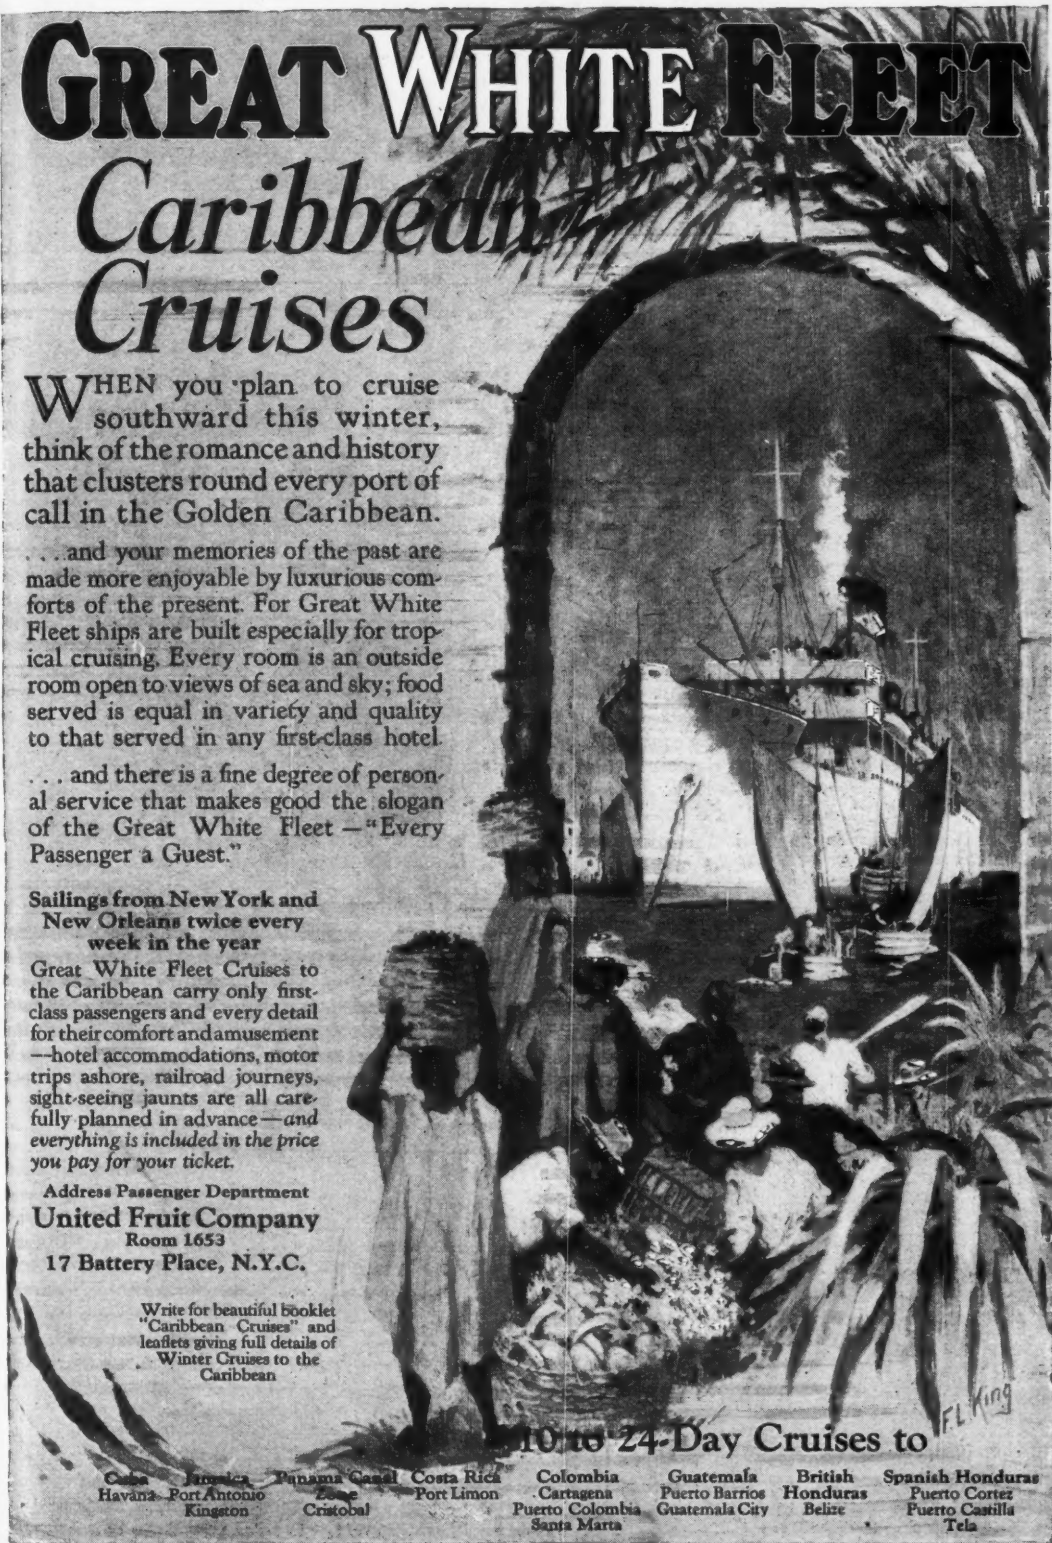 GREAT WHITE FLEET
Caribbean
Cruises
WHEN you plan to cruise
southward this winter,
think of the romance and history
that clusters round every port of
call in the Golden Caribbean.
. . . and your memories of the past are
made more enjoyable by luxurious com-
forts of the present. For Great White
Fleet ships are built especially for trop-
ical cruising. Every room is an outside
room open to views of sea and sky; food
served is equal in variety and quality
to that served in any first-class hotel.
. . . and there is a fine degree of person-
al service that makes good the slogan
of the Great White Fleet—"Every
Passenger a Guest."
Sailings from New York and
New Orleans twice every
week in the year
Great White Fleet Cruises to
the Caribbean carry only first-
class passengers and every detail
for their comfort and amusement
—hotel accommodations, motor
trips ashore, railroad journeys,
sight-seeing jaunts are all care-
fully planned in advance—and
everything is included in the price
you pay for your ticket.
Address Passenger Department
United Fruit Company
Room 1653
17 Battery Place, N.Y.C.
Write for beautiful booklet
"Caribbean Cruises" and
leaflets giving full details of
Winter Cruises to the
Caribbean
F. L. King
10 to 24-Day Cruises to
Cuba
Havana
Jamaica
Port Antonio
Kingston
Panama Canal
Zone
Cristobal
Costa Rica
Port Limon
Colombia
Cartagena
Puerto Colombia
Santa Marta
Guatemala
Puerto Barrios
Guatemala City
British
Honduras
Belize
Spanish Honduras
Puerto Cortez
Puerto Castilla
Tela